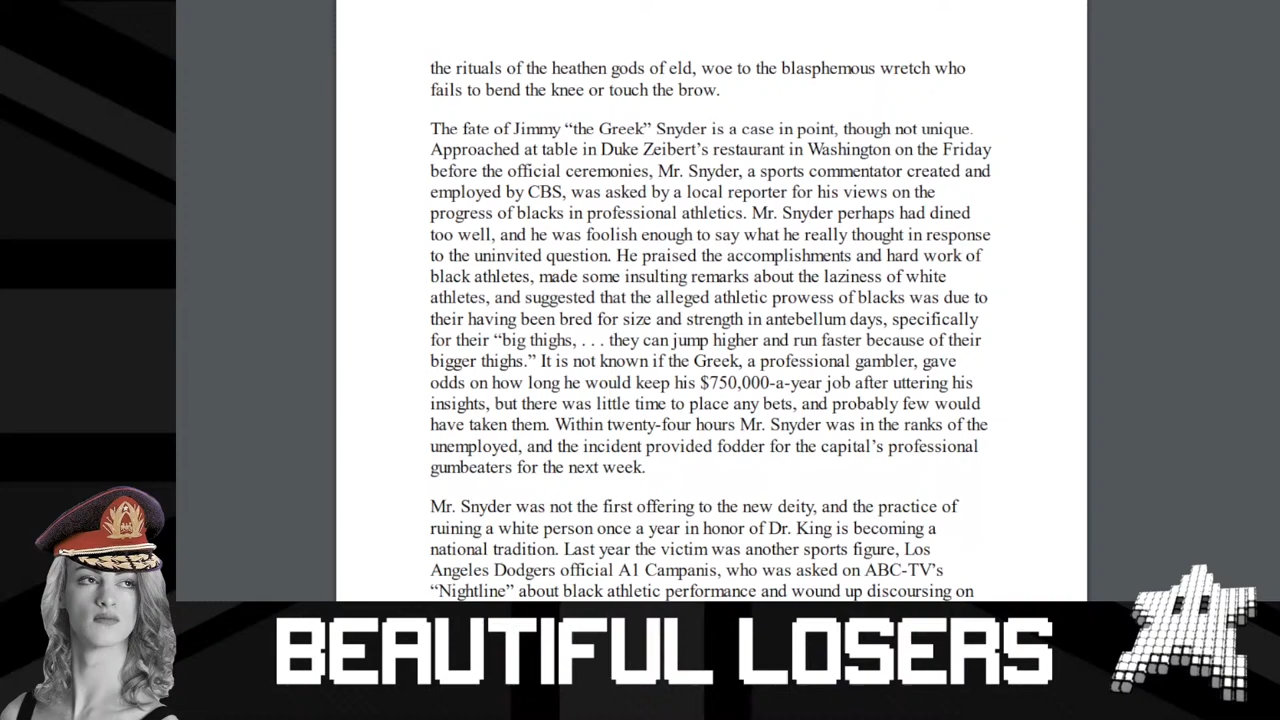 the rituals of the heathen gods of eld, woe to the blasphemous wretch who
fails to bend the knee or touch the brow.
The fate of Jimmy “the Greek” Snyder is a case in point, though not unique.
Approached at table in Duke Zeibert’s restaurant in Washington on the Friday
before the official ceremonies, Mr. Snyder, a sports commentator created and
employed by CBS, was asked by a local reporter for his views on the
progress of blacks in professional athletics. Mr. Snyder perhaps had dined
too well, and he was foolish enough to say what he really thought in response
to the uninvited question. He praised the accomplishments and hard work of
black athletes, made some insulting remarks about the laziness of white
athletes, and suggested that the alleged athletic prowess of blacks was due to
their having been bred for size and strength in antebellum days, specifically
for their “big thighs, . . . they can jump higher and run faster because of their
bigger thighs.” It is not known if the Greek, a professional gambler, gave
odds on how long he would keep his $750,000-a-year job after uttering his
insights, but there was little time to place any bets, and probably few would
have taken them. Within twenty-four hours Mr. Snyder was in the ranks of the
unemployed, and the incident provided fodder for the capital’s professional
gumbeaters for the next week.
Mr. Snyder was not the first offering to the new deity, and the practice of
ruining a white person once a year in honor of Dr. King is becoming a
national tradition. Last year the victim was another sports figure, Los
Angeles Dodgers official A1 Campanis, who was asked on ABC-TV’s
“Nightline” about black athletic performance and wound up discoursing on
BEAUTIFUL LOSERS